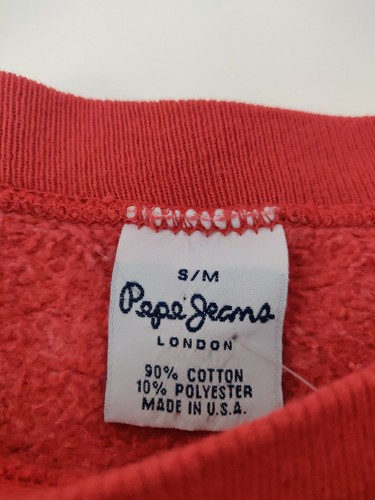 S/M
Pepe Jeans
LONDON
90% COTTON
10% POLYESTER
MADE IN U.S.A.